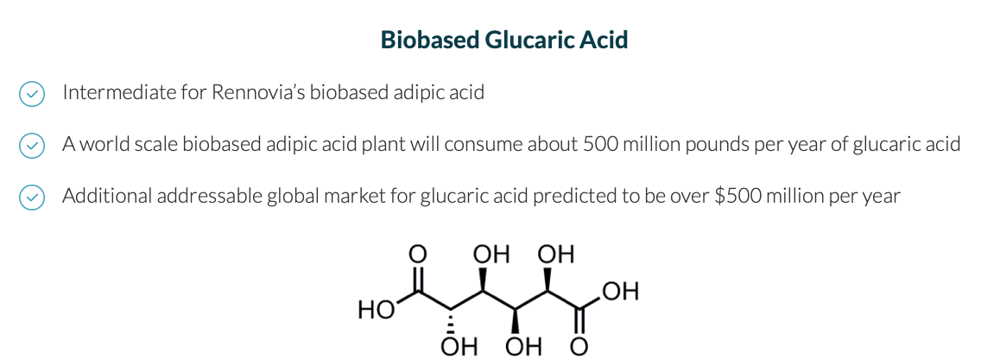 Biobased Glucaric Acid
Intermediate for Rennovia’s biobased adipic acid
A world scale biobased adipic acid plant will consume about 500 million pounds per year of glucaric acid
Additional addressable global market for glucaric acid predicted to be over $500 million per year
O OH OH
OH
HO
OH OH O